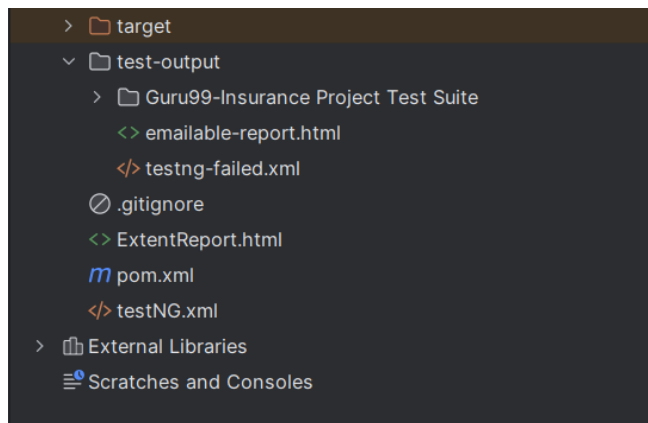 target
test-output
Guru99-Insurance Project Test Suite
emailable-report.html
testng-failed.xml
.gitignore
ExtentReport.html
m pom.xml
testNG.xml
External Libraries
Scratches and Consoles